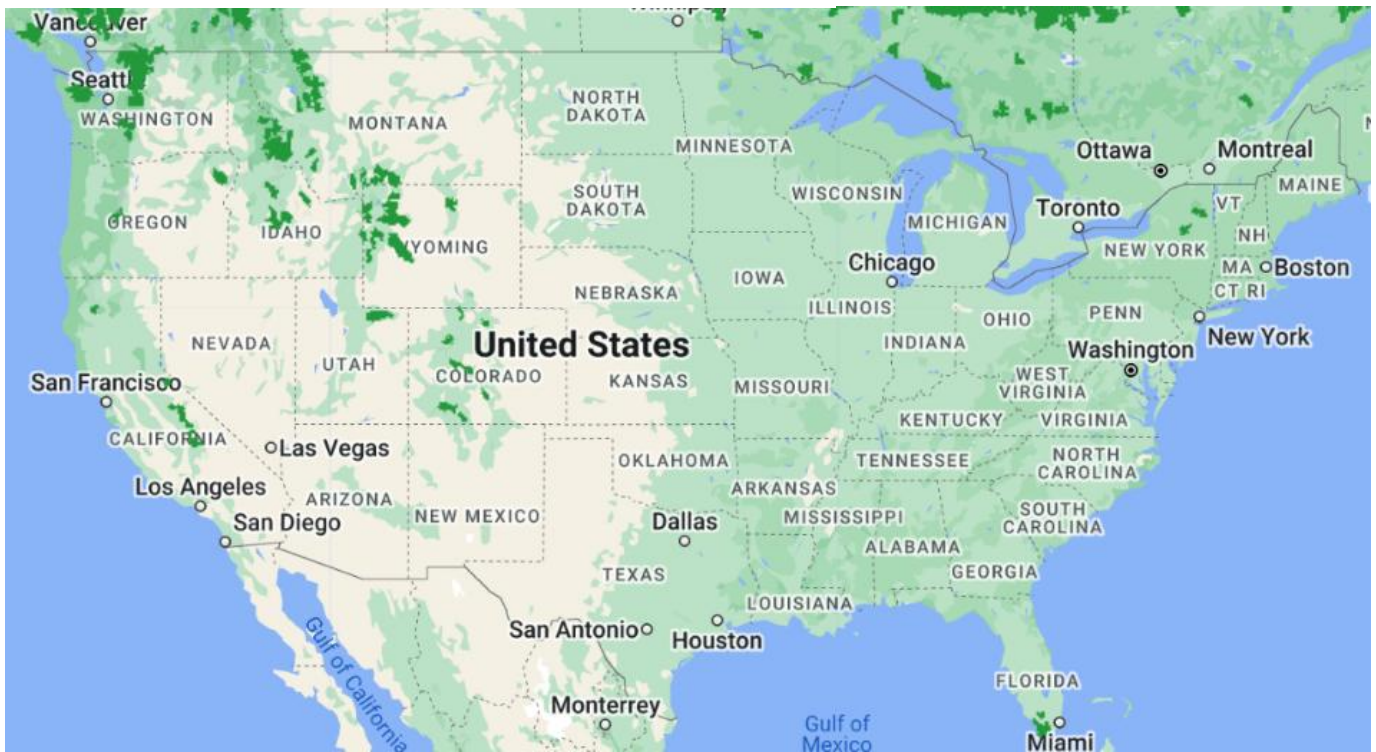 Winnipeg
Vancouver
Seattl
WASHINGTON
MONTANA
NORTH
DAKOTA
MINNESOTA
Ottawa
Montreal
MAINE
SOUTH
DAKOTA
WISCONSIN
MICHIGAN
Toronto
VT
NH
OREGON
IDAHO
WYOMING
NEW YORK
MA
Boston
Chicago
IOWA
NEBRASKA
ILLINOIS
CT RI
PENN
OHIO
New York
NEVADA
UTAH
United States
INDIANA
Washington
COLORADO
KANSAS
MISSOURI
WEST
VIRGINIA
San Francisco
CALIFORNIA
KENTUCKY
VIRGINIA
Las Vegas
OKLAHOMA
TENNESSEE
NORTH
CAROLINA
Los Angeles
ARIZONA
NEW MEXICO
ARKANSAS
San Diego
Dallas
MISSISSIPPI
SOUTH
CAROLINA
ALABAMA
TEXAS
GEORGIA
LOUISIANA
San Antonio
Houston
Gulf of California
FLORIDA
Monterrey
Gulf of
Mexico
Miami